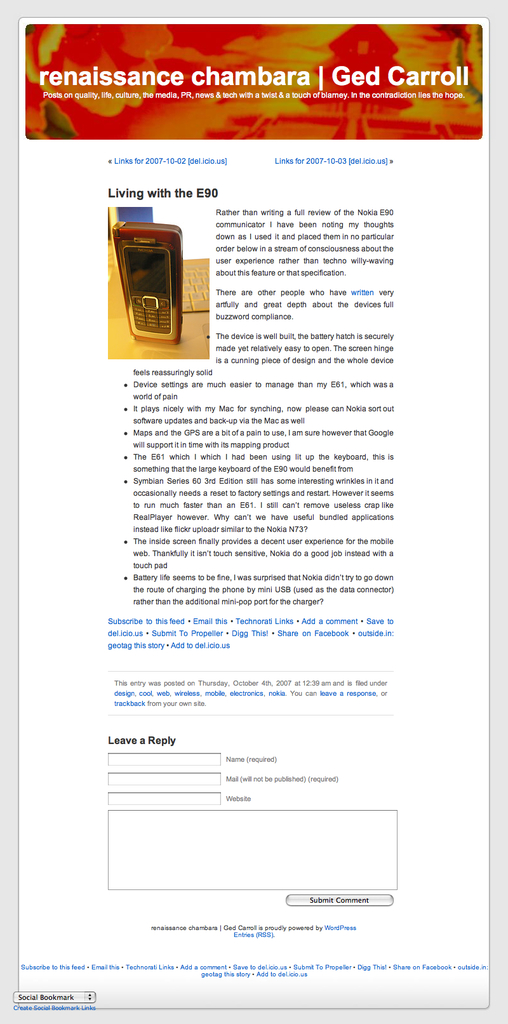 renaissance chambara | Ged Carroll
Posts on quality, life, culture, the media, PR, news & tech with a twist & a touch of blarney. In the contradiction lies the hope.
« Links for 2007-10-02 [del.icio.us]
Links for 2007-10-03 [del.icio.us] »
Living with the E90
Rather than writing a full review of the Nokia E90
communicator I have been noting my thoughts
down as I used it and placed them in no particular
order below in a stream of consciousness about the
user experience rather than techno willy-waving
about this feature or that specification.
There are other people who have written very
artfully and great depth about the devices full
buzzword compliance.
The device is well built, the battery hatch is securely
made yet relatively easy to open. The screen hinge
is a cunning piece of design and the whole device
feels reassuringly solid
• Device settings are much easier to manage than my E61, which was a
world of pain
• It plays nicely with my Mac for synching, now please can Nokia sort out
software updates and back-up via the Mac as well
• Maps and the GPS are a bit of a pain to use, I am sure however that Google
will support it in time with its mapping product
• The E61 which I which I had been using lit up the keyboard, this is
something that the large keyboard of the E90 would benefit from
• Symbian Series 60 3rd Edition still has some interesting wrinkles in it and
occasionally needs a reset to factory settings and restart. However it seems
to run much faster than an E61. I still can't remove useless crap like
RealPlayer however. Why can't we have useful bundled applications
instead like flickr uploadr similar to the Nokia N73?
• The inside screen finally provides a decent user experience for the mobile
web. Thankfully it isn't touch sensitive, Nokia do a good job instead with a
touch pad
• Battery life seems to be fine, I was surprised that Nokia didn't try to go down
the route of charging the phone by mini USB (used as the data connector)
rather than the additional mini-pop port for the charger?
Subscribe to this feed • Email this • Technorati Links • Add a comment • Save to
del.icio.us • Submit To Propeller • Digg This! • Share on Facebook • outside.in:
geotag this story • Add to del.icio.us
This entry was posted on Thursday, October 4th, 2007 at 12:39 am and is filed under
design, cool, web, wireless, mobile, electronics, nokia. You can leave a response, or
trackback from your own site.
Leave a Reply
Name (required)
Mail (will not be published) (required)
Website
Submit Comment
renaissance chambara | Ged Carroll is proudly powered by WordPress
Entries (RSS).
Subscribe to this feed • Email this • Technorati Links • Add a comment • Save to del.icio.us • Submit To Propeller • Digg This! • Share on Facebook • outside.in:
geotag this story • Add to del.icio.us
Social Bookmark
Create Social Bookmark Links